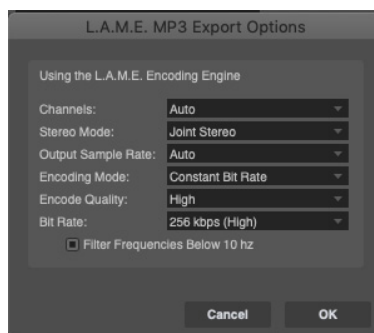 L.A.M.E. MP3 Export Options
Using the L.A.M.E. Encoding Engine
Channels: Auto
Stereo Mode: Joint Stereo
Output Sample Rate: Auto
Encoding Mode: Constant Bit Rate
Encode Quality: High
Bit Rate: 256 kbps (High)
Filter Frequencies Below 10 hz
Cancel OK